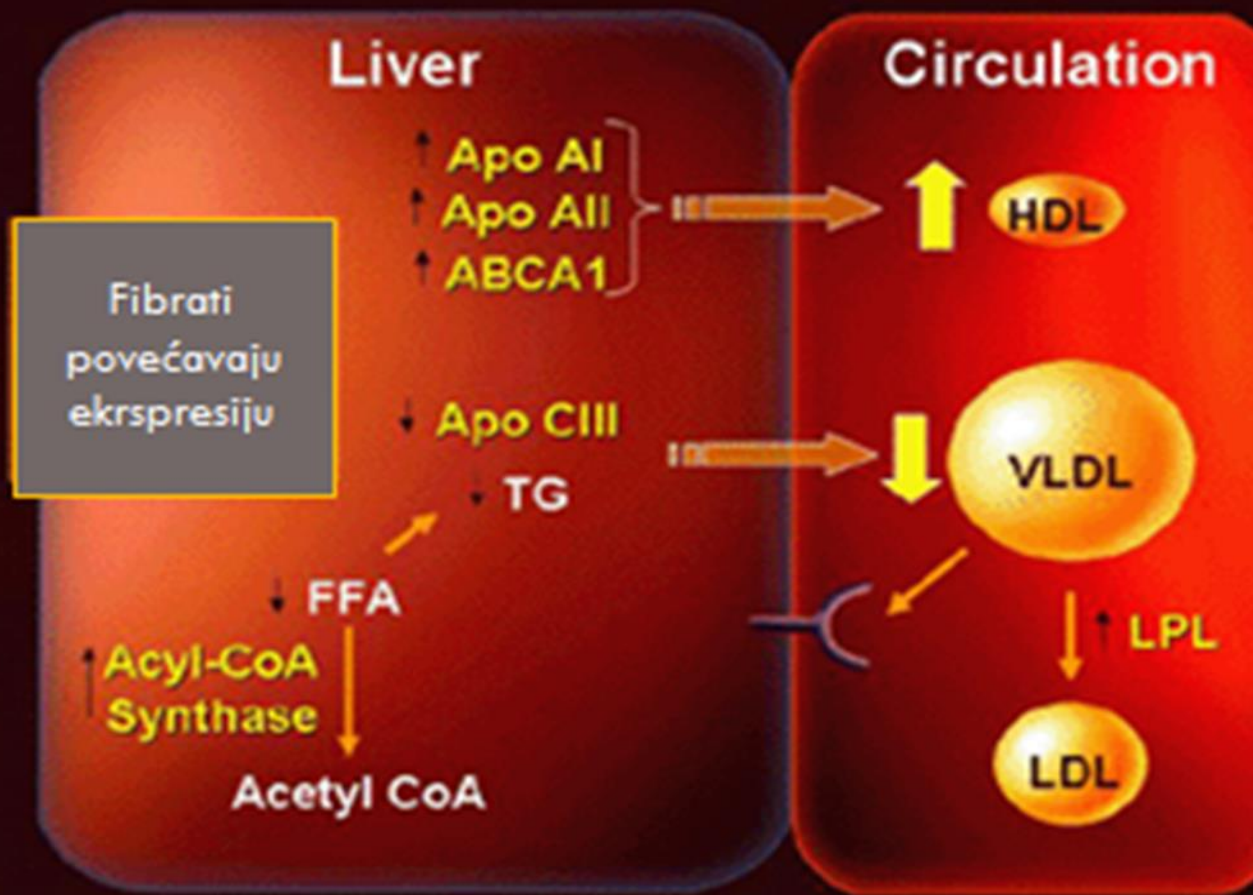 Liver
Apo AI
Apo AII
ABCA1
Fibrati
povećavaju
ekrspresiju
Apo CIII
TG
FFA
Acyl-CoA
Synthase
Acetyl CoA
Circulation
HDL
VLDL
LPL
LDL